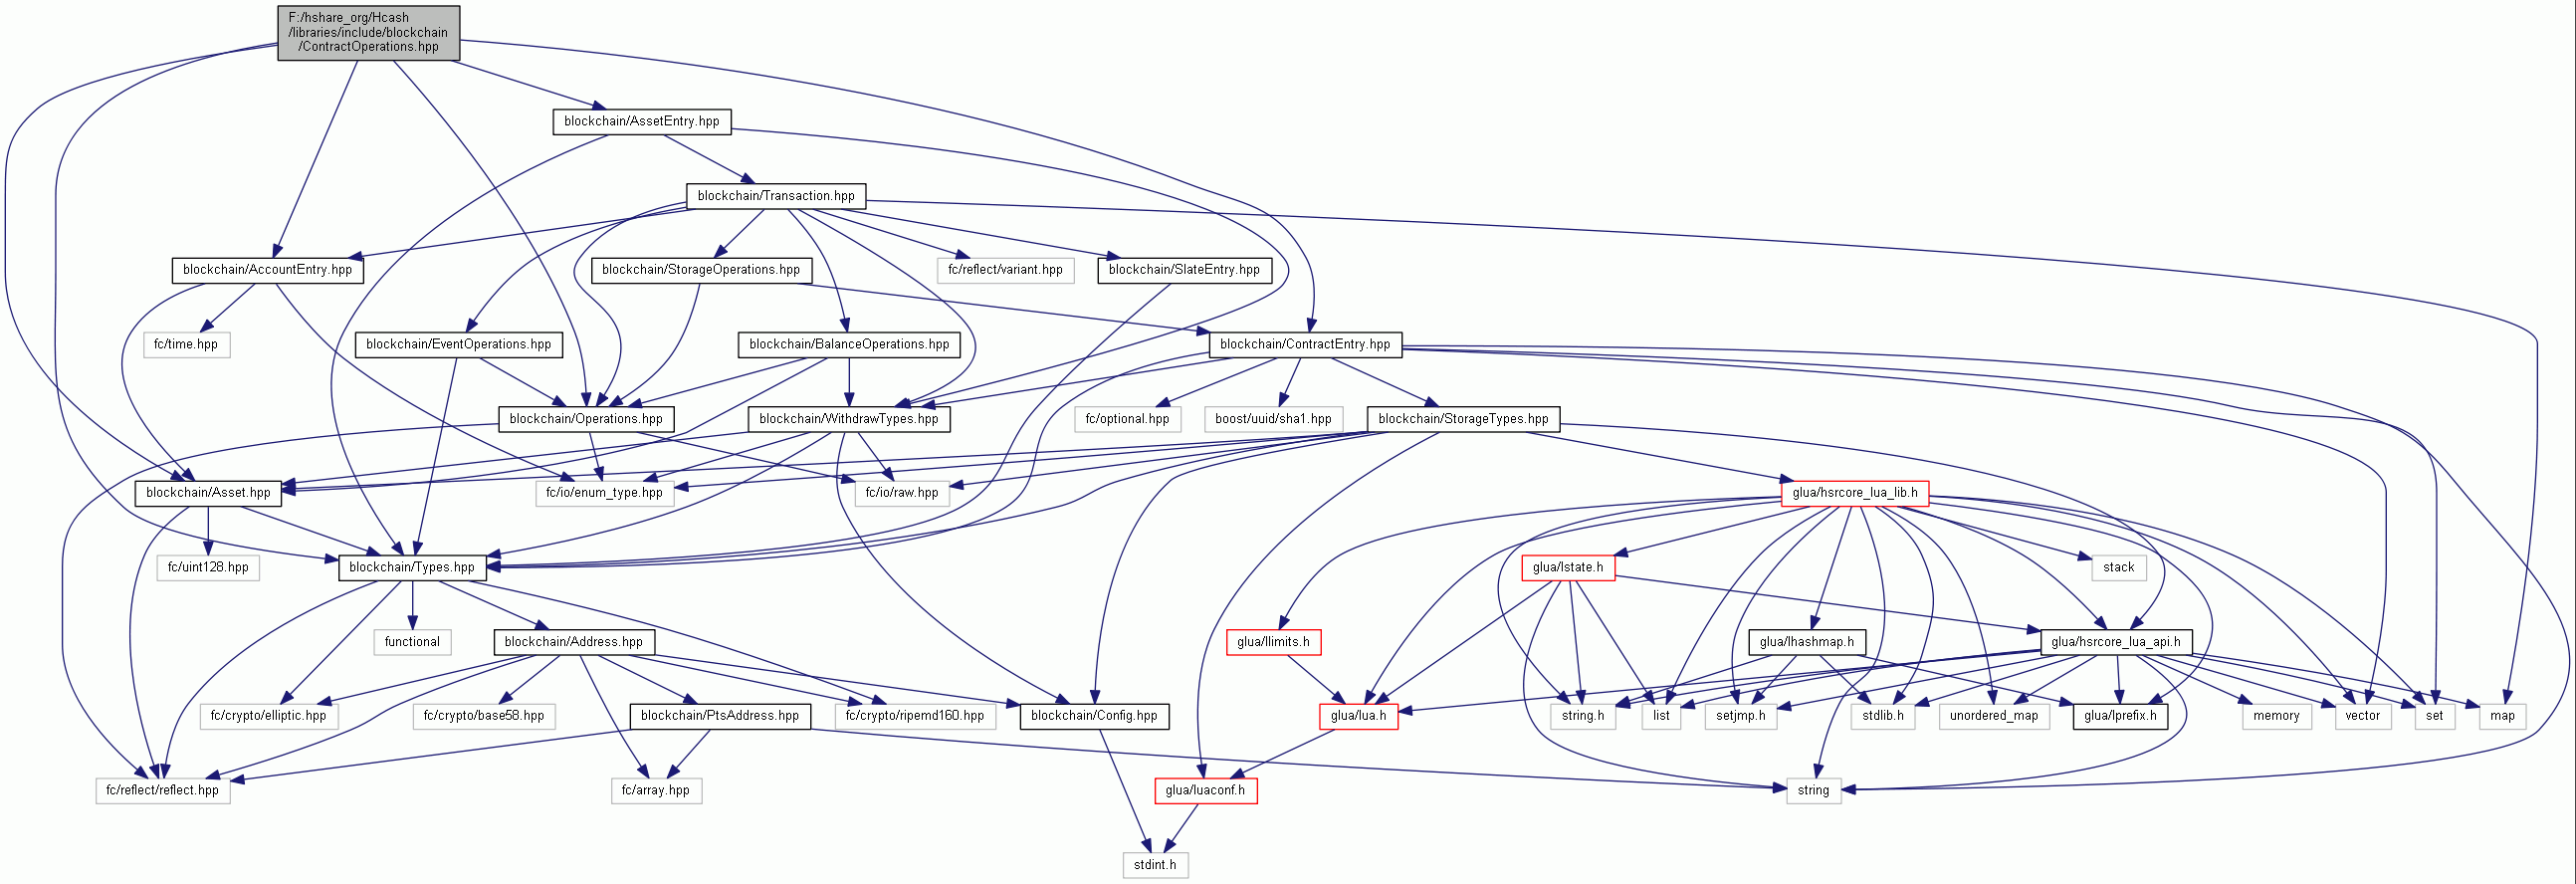 F:/hshare_org/Hcash
/libraries/include/blockchain
/ContractOperations.hpp
blockchain/AssetEntry.hpp
blockchain/Transaction.hpp
blockchain/AccountEntry.hpp
blockchain/StorageOperations.hpp
fc/reflect/variant.hpp
blockchain/SlateEntry.hpp
fc/time.hpp
blockchain/EventOperations.hpp
blockchain/BalanceOperations.hpp
blockchain/ContractEntry.hpp
blockchain/Operations.hpp
blockchain/WithdrawTypes.hpp
fc/optional.hpp
boost/uuid/sha1.hpp
blockchain/StorageTypes.hpp
blockchain/Asset.hpp
fc/io/enum_type.hpp
fc/io/raw.hpp
glua/hsrcore_lua_lib.h
fc/uint128.hpp
blockchain/Types.hpp
glua/lstate.h
stack
functional
blockchain/Address.hpp
glua/llimits.h
glua/lhashmap.h
glua/hsrcore_lua_api.h
fc/crypto/elliptic.hpp
fc/crypto/base58.hpp
blockchain/PtsAddress.hpp
fc/crypto/ripemd160.hpp
blockchain/Config.hpp
glua/lua.h
string.h
list
setjmp.h
stdlib.h
unordered_map
glua/lprefix.h
memory
vector
set
map
fc/reflect/reflect.hpp
fc/array.hpp
glua/luaconf.h
string
stdint.h